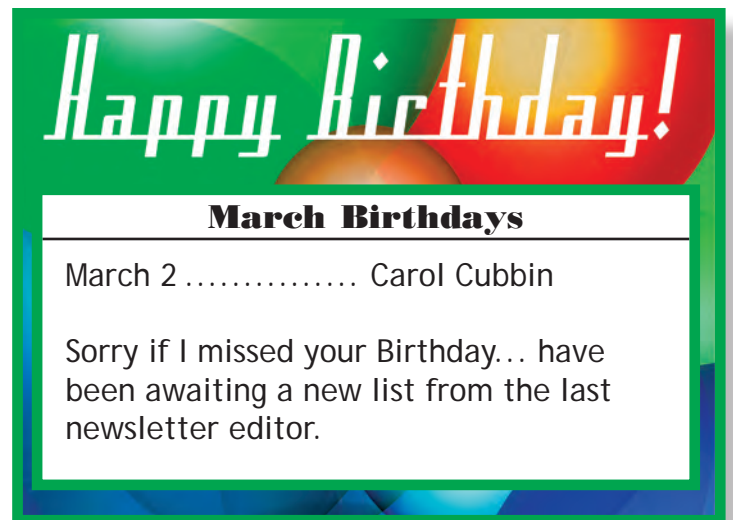 Happy Birthday!
March Birthdays
March 2 ............... Carol Cubbin
Sorry if I missed your Birthday... have
been awaiting a new list from the last
newsletter editor.